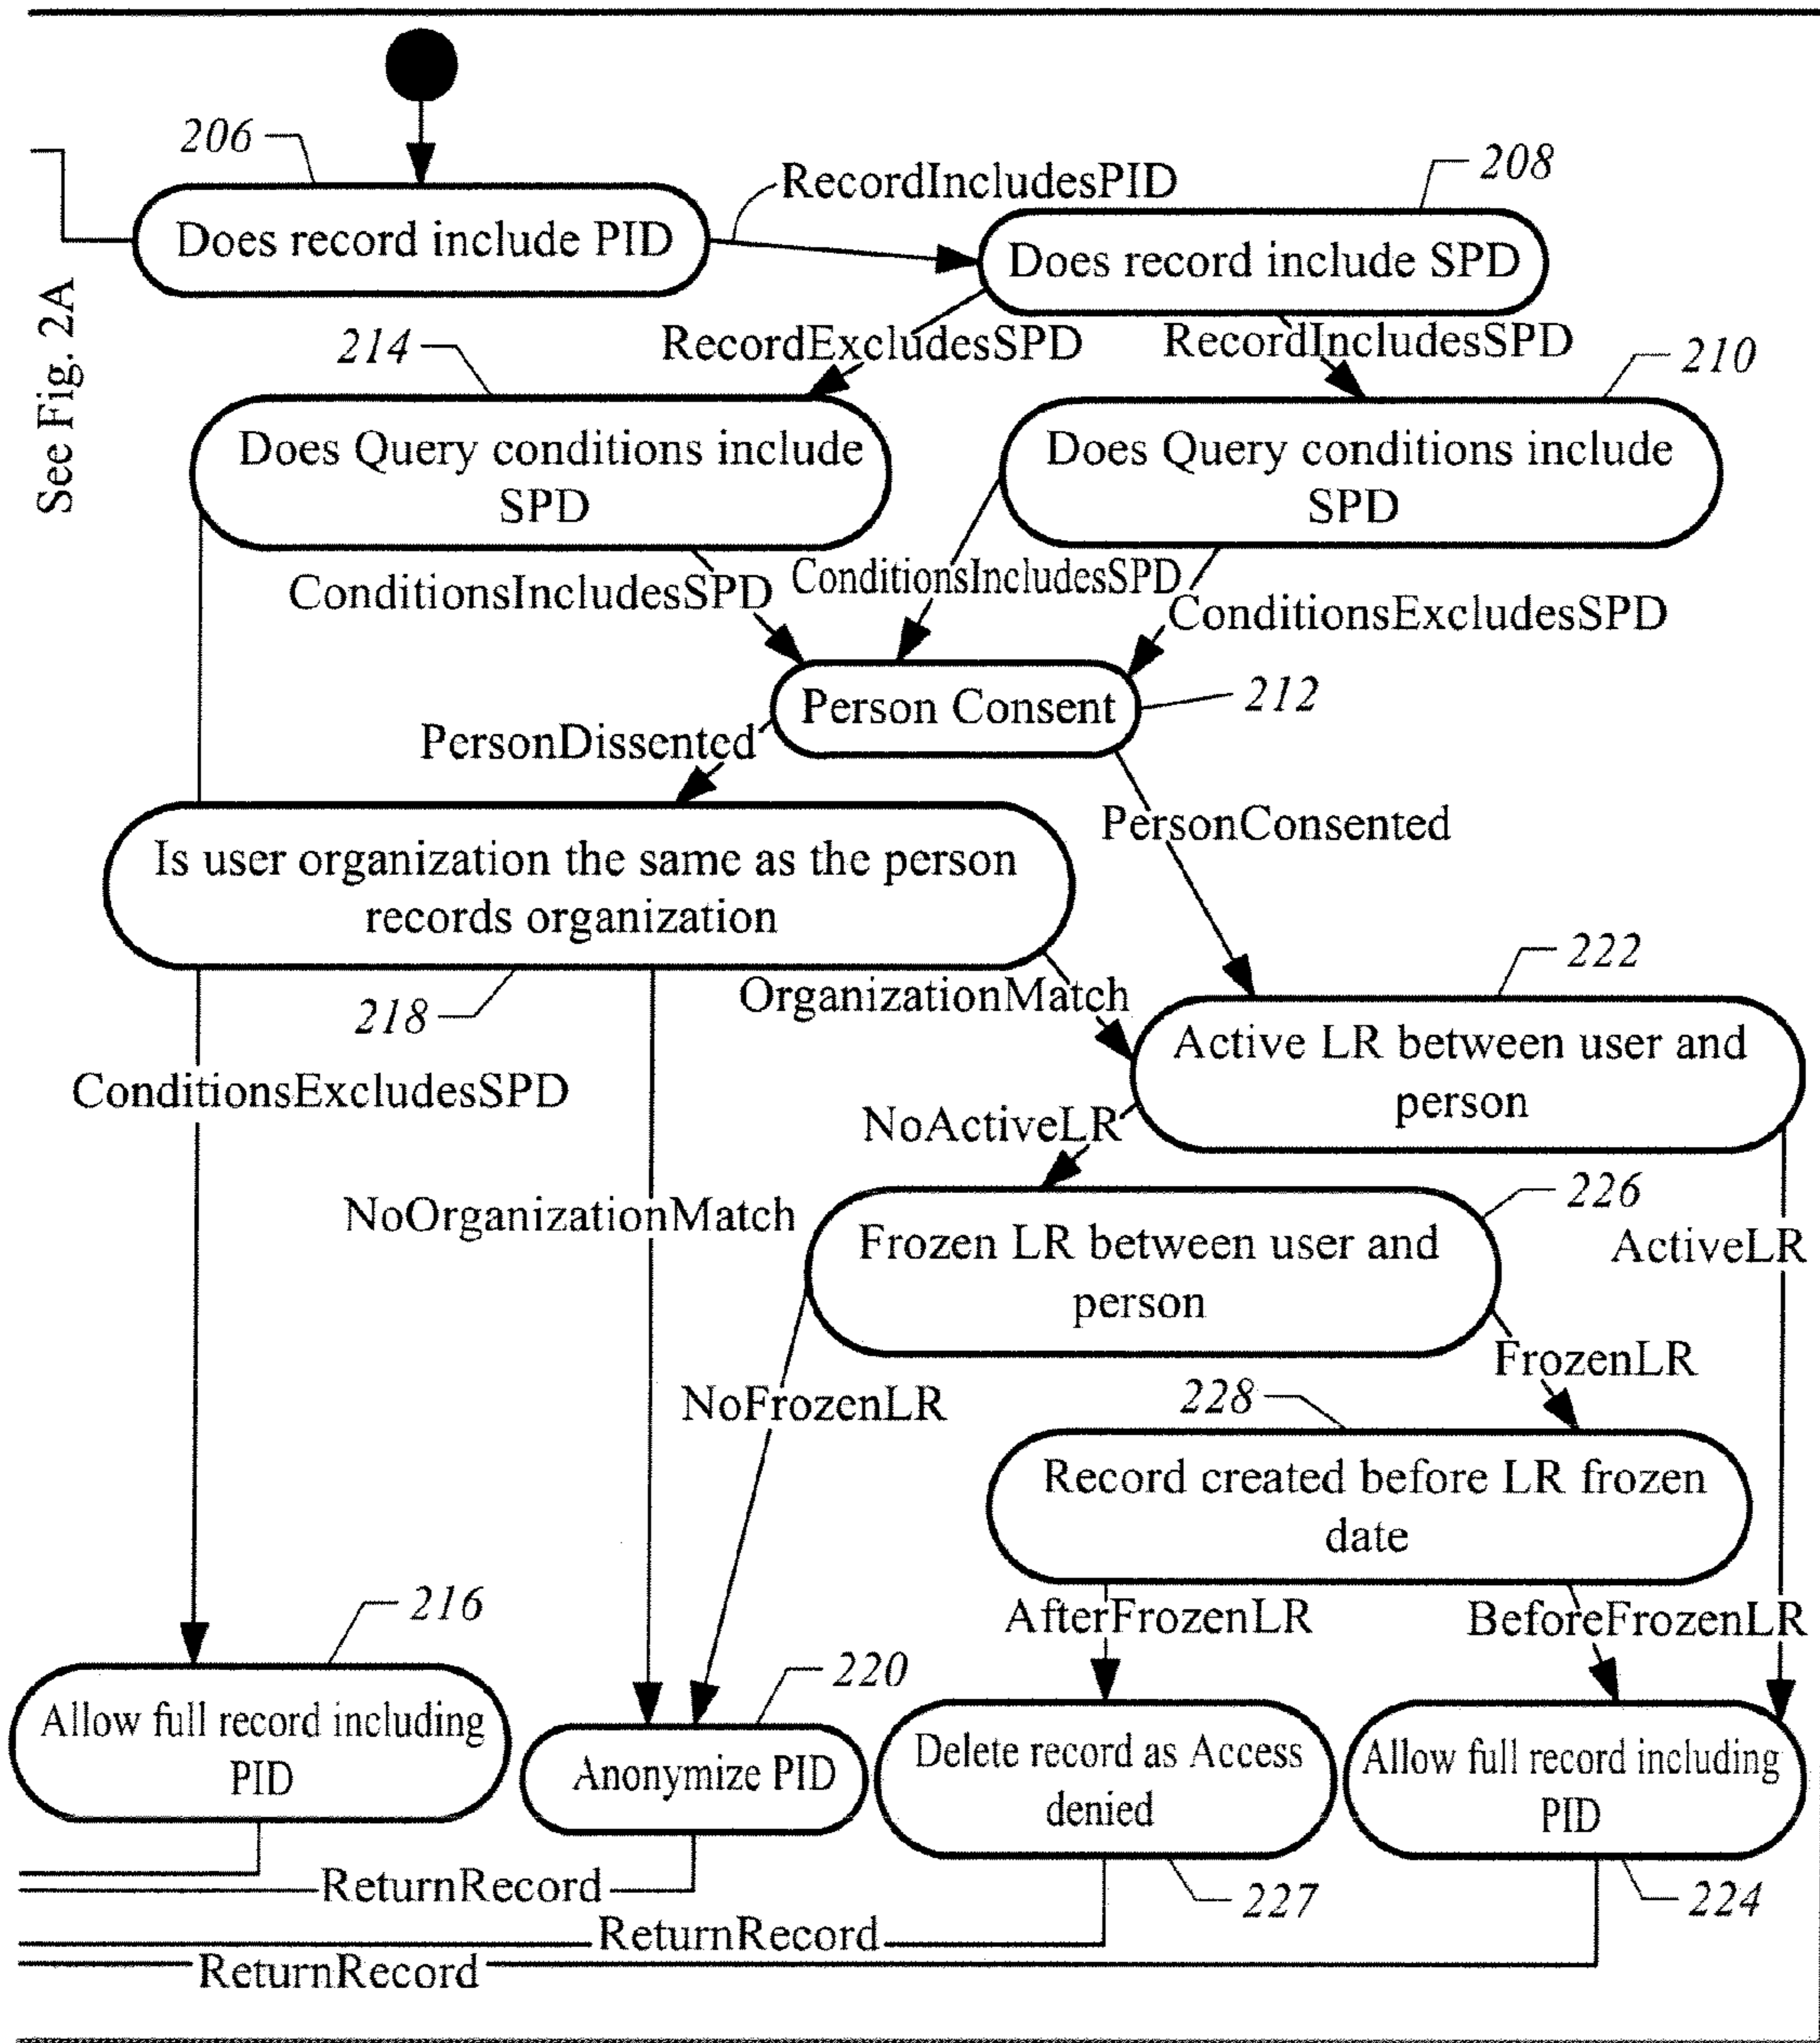 206
RecordIncludesPID
208
Does record include PID
Does record include SPD
See Fig. 2A
214
RecordExcludesSPD
RecordIncludesSPD
210
Does Query conditions include
SPD
Does Query conditions include
SPD
ConditionsIncludesSPD
ConditionsIncludesSPD
ConditionsExcludesSPD
Person Consent
212
PersonDissented
PersonConsented
Is user organization the same as the person
records organization
218
OrganizationMatch
222
Active LR between user and
person
ConditionsExcludesSPD
NoActiveLR
226
NoOrganizationMatch
Frozen LR between user and
person
ActiveLR
FrozenLR
NoFrozenLR
228
Record created before LR frozen
date
216
AfterFrozenLR
BeforeFrozenLR
220
Allow full record including
PID
Anonymize PID
Delete record as Access
denied
Allow full record including
PID
ReturnRecord
227
224
ReturnRecord
ReturnRecord